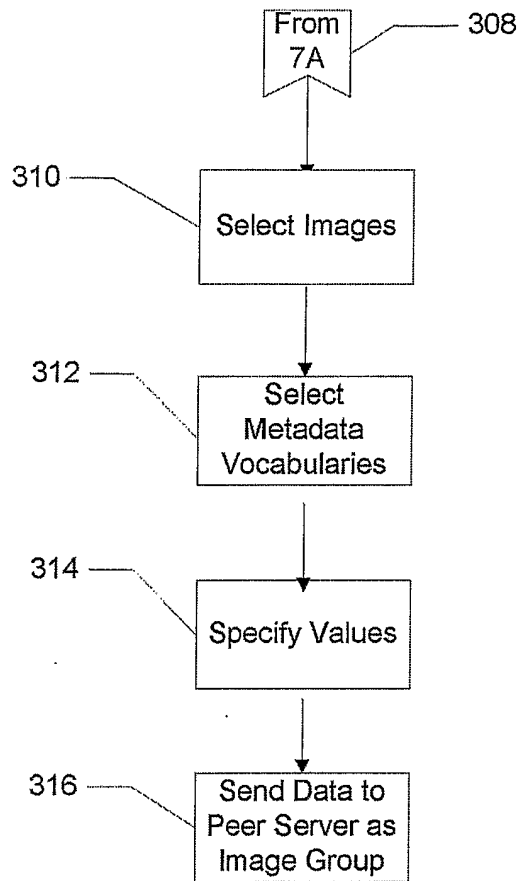 From
7A
308
310
Select Images
312
Select
Metadata
Vocabularies
314
Specify Values
316
Send Data to
Peer Server as
Image Group